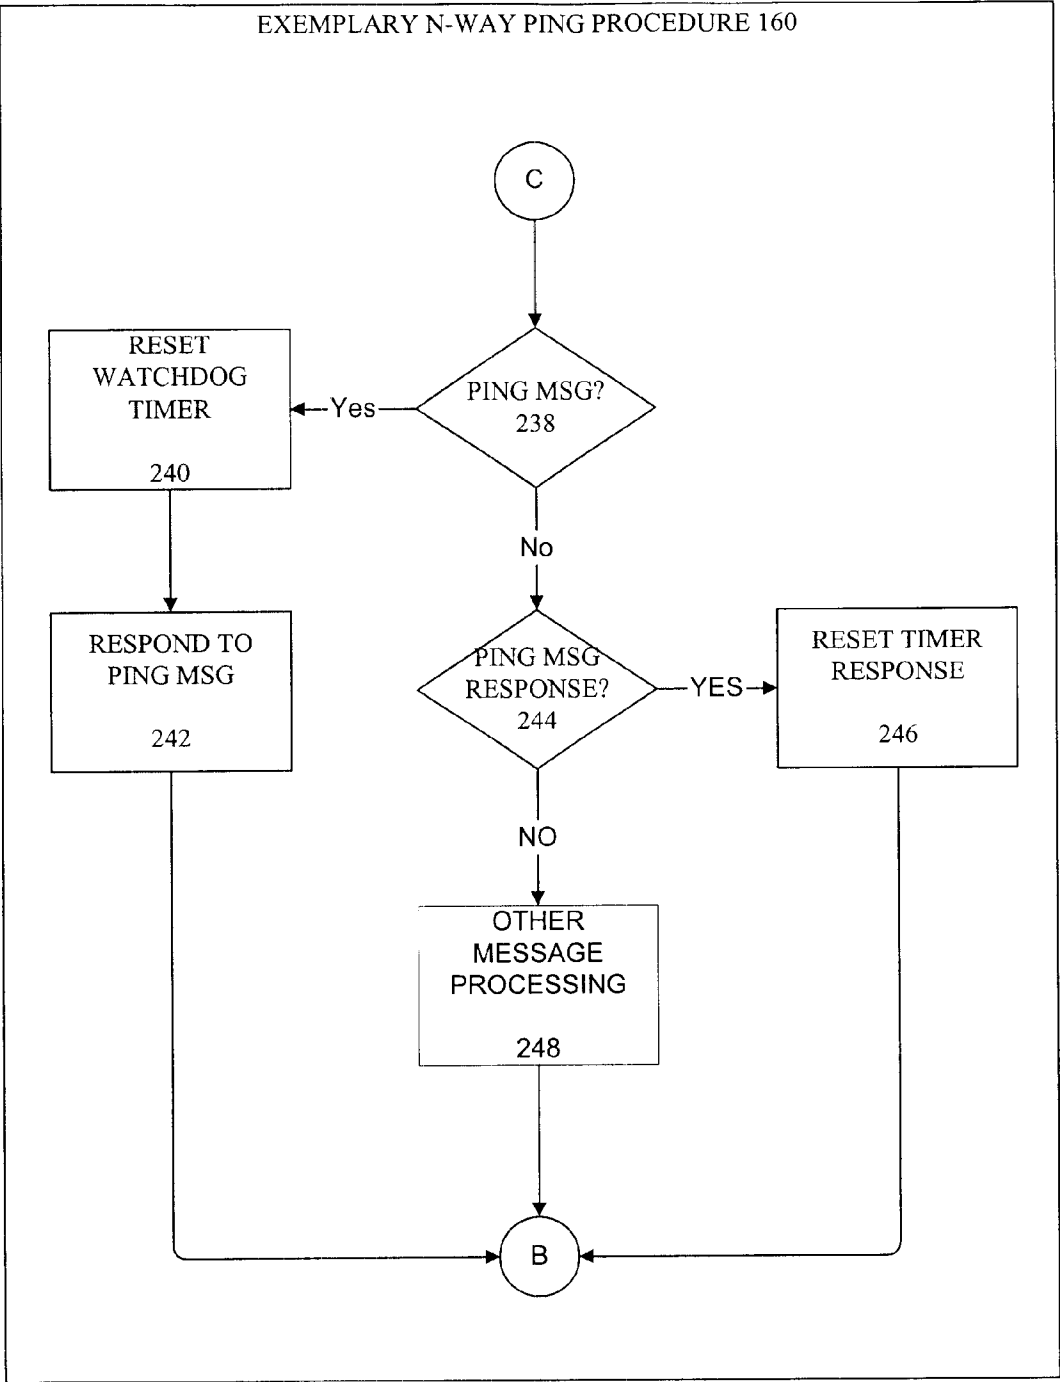 EXEMPLARY N-WAY PING PROCEDURE 160
C
RESET
WATCHDOG
TIMER
240
Yes
PING MSG?
238
No
RESPOND TO
PING MSG
242
PING MSG
RESPONSE?
244
YES
RESET TIMER
RESPONSE
246
NO
OTHER
MESSAGE
PROCESSING
248
B